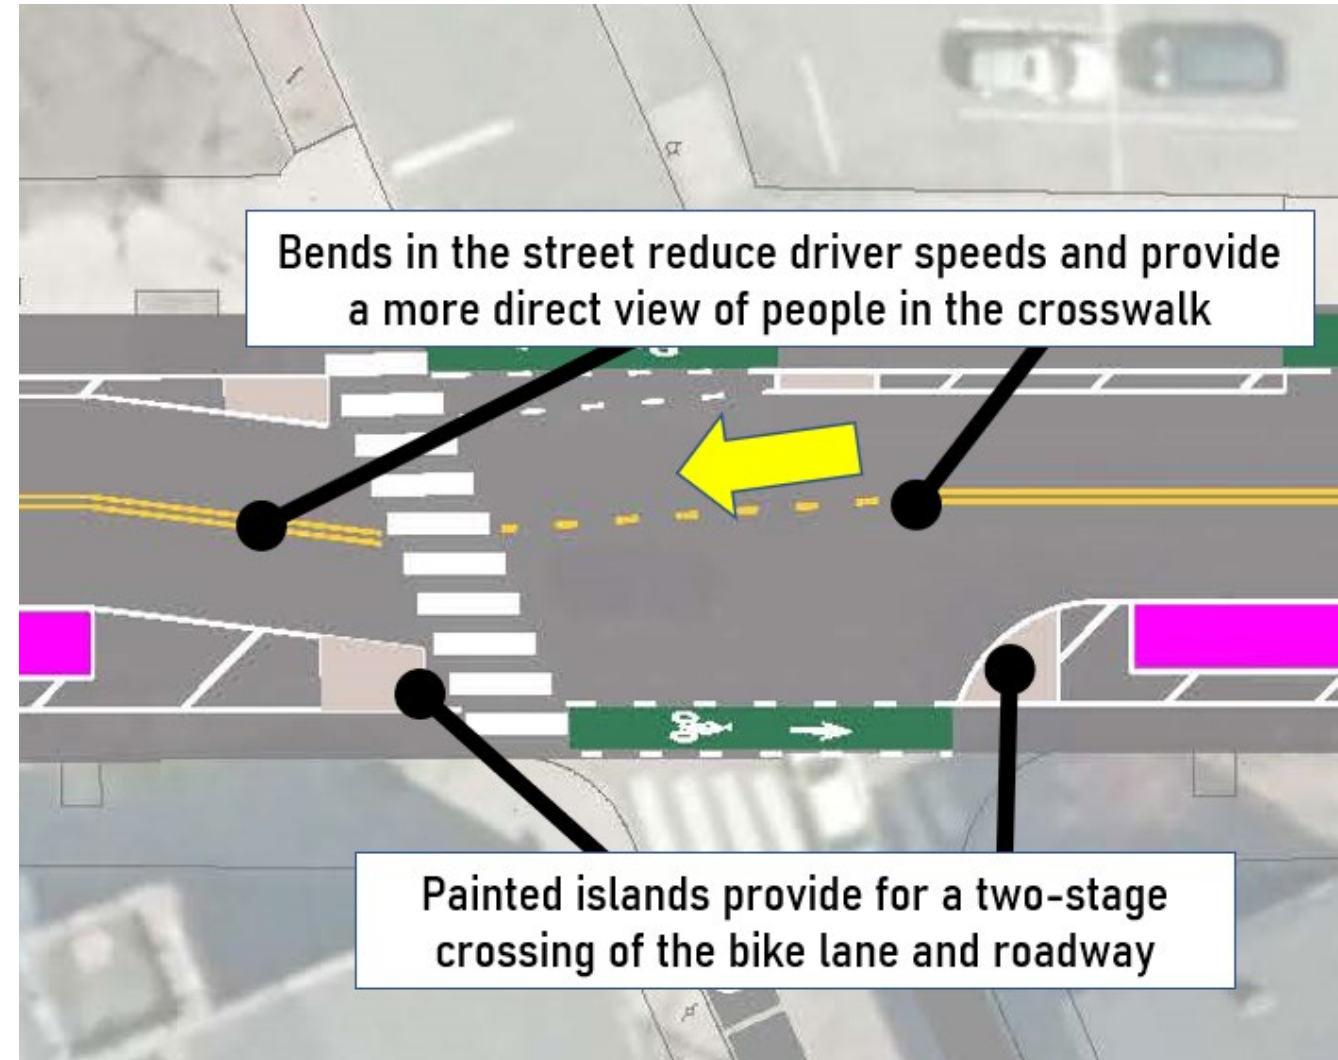 Bends in the street reduce driver speeds and provide
a more direct view of people in the crosswalk
Painted islands provide for a two-stage
crossing of the bike lane and roadway